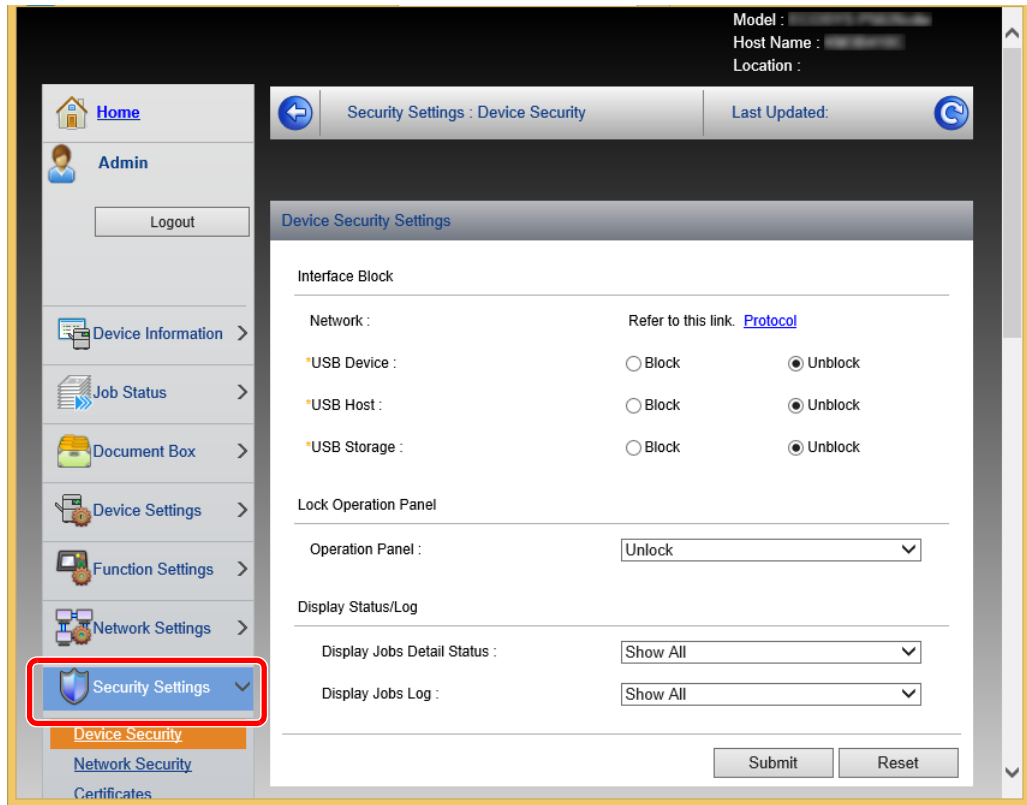 Model :
Host Name :
Location :
Home
Admin
Logout
Device Information
Job Status
Document Box
Device Settings
Function Settings
Network Settings
Security Settings
Device Security
Network Security
Certificates
Security Settings : Device Security
Last Updated:
Device Security Settings
Interface Block
Network : Refer to this link. Protocol
*USB Device : Block Unblock
*USB Host : Block Unblock
*USB Storage : Block Unblock
Lock Operation Panel
Operation Panel : Unlock
Display Status/Log
Display Jobs Detail Status : Show All
Display Jobs Log : Show All
Submit Reset